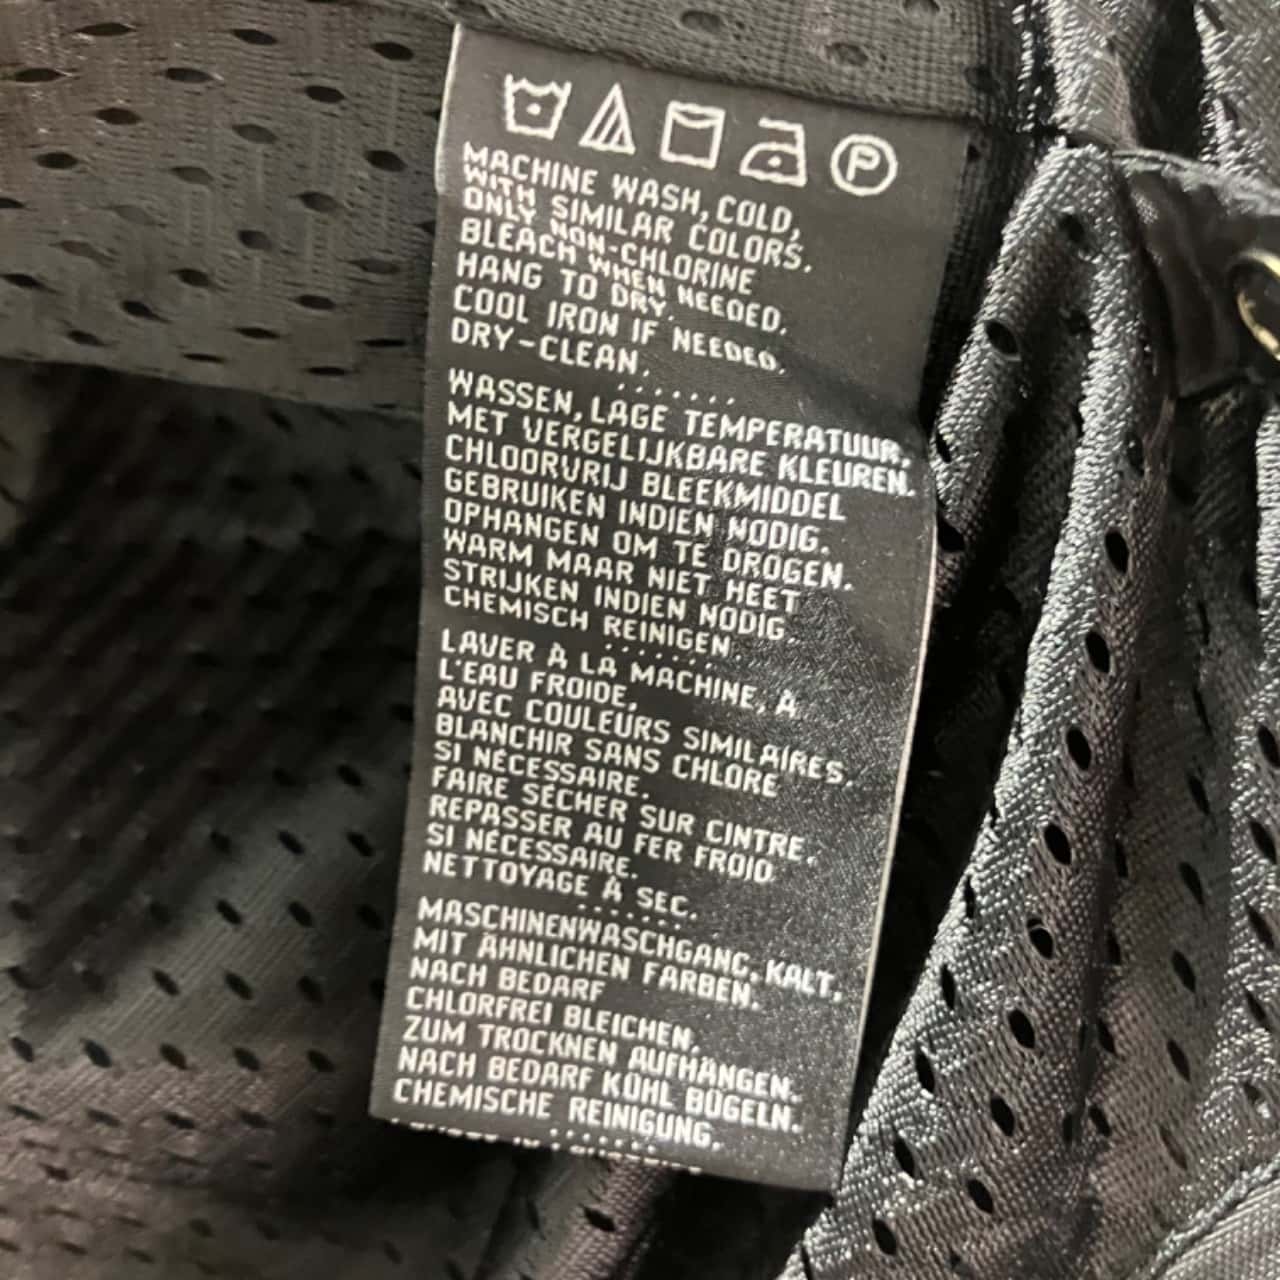 P
MACHINE WASH, COLD,
WITH SIMILAR COLORS.
ONLY NON-CHLORINE
BLEACH WHEN NEEDED.
HANG TO DRY.
COOL IRON IF NEEDED.
DRY-CLEAN.
WASSEN, LAGE TEMPERATUUR.
MET VERGELIJKBARE KLEUREN.
CHLOORVRIJ BLEEKMIDDEL
GEBRUIKEN INDIEN NODIG.
OPHANGEN OM TE DROGEN.
WARM MAAR NIET HEET
STRIJKEN INDIEN NODIG.
CHEMISCH REINIGEN.
LAVER À LA MACHINE, À
L'EAU FROIDE,
AVEC COULEURS SIMILAIRES.
BLANCHIR SANS CHLORE
SI NÉCESSAIRE.
FAIRE SÉCHER SUR CINTRE.
REPASSER AU FER FROID
SI NÉCESSAIRE.
NETTOYAGE À SEC.
MASCHINENWASCHGANG, KALT,
MIT ÄHNLICHEN FARBEN.
NACH BEDARF
CHLORFREI BLEICHEN.
ZUM TROCKNEN AUFHÄNGEN.
NACH BEDARF KÜHL BÜGELN.
CHEMISCHE REINIGUNG.